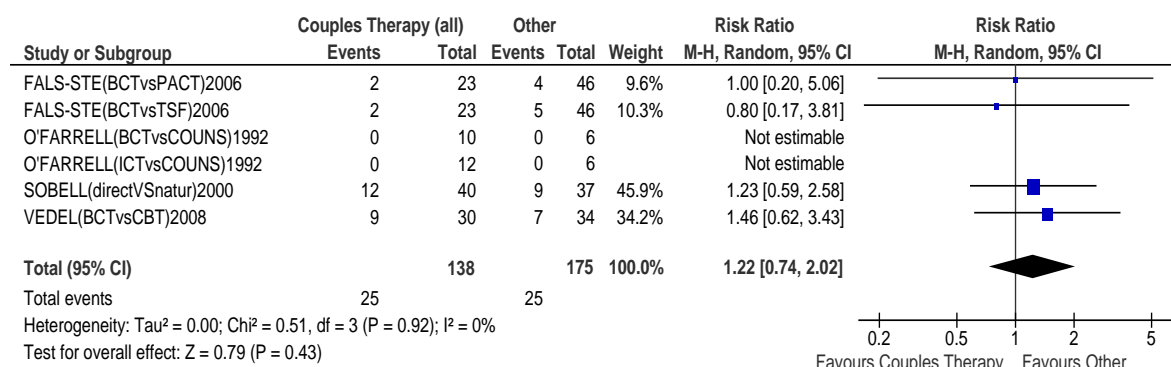 Couples Therapy (all) Other Risk Ratio Risk Ratio
Study or Subgroup Events Total Events Total Weight M-H, Random, 95% CI M-H, Random, 95% CI
FALS-STE(BCTvsPACT)2006 2 23 4 46 9.6% 1.00 [0.20, 5.06]
FALS-STE(BCTvsTSF)2006 2 23 5 46 10.3% 0.80 [0.17, 3.81]
O'FARRELL(BCTvsCOUNS)1992 0 10 0 6 Not estimable
O'FARRELL(ICTvsCOUNS)1992 0 12 0 6 Not estimable
SOBELL(directVSnatur)2000 12 40 9 37 45.9% 1.23 [0.59, 2.58]
VEDEL(BCTvsCBT)2008 9 30 7 34 34.2% 1.46 [0.62, 3.43]
Total (95% CI) 138 175 100.0% 1.22 [0.74, 2.02]
Total events 25 25
Heterogeneity: Tau² = 0.00; Chi² = 0.51, df = 3 (P = 0.92); I² = 0%
Test for overall effect: Z = 0.79 (P = 0.43)
0.2 0.5 1 2 5
Favours Couples Therapy Favours Other